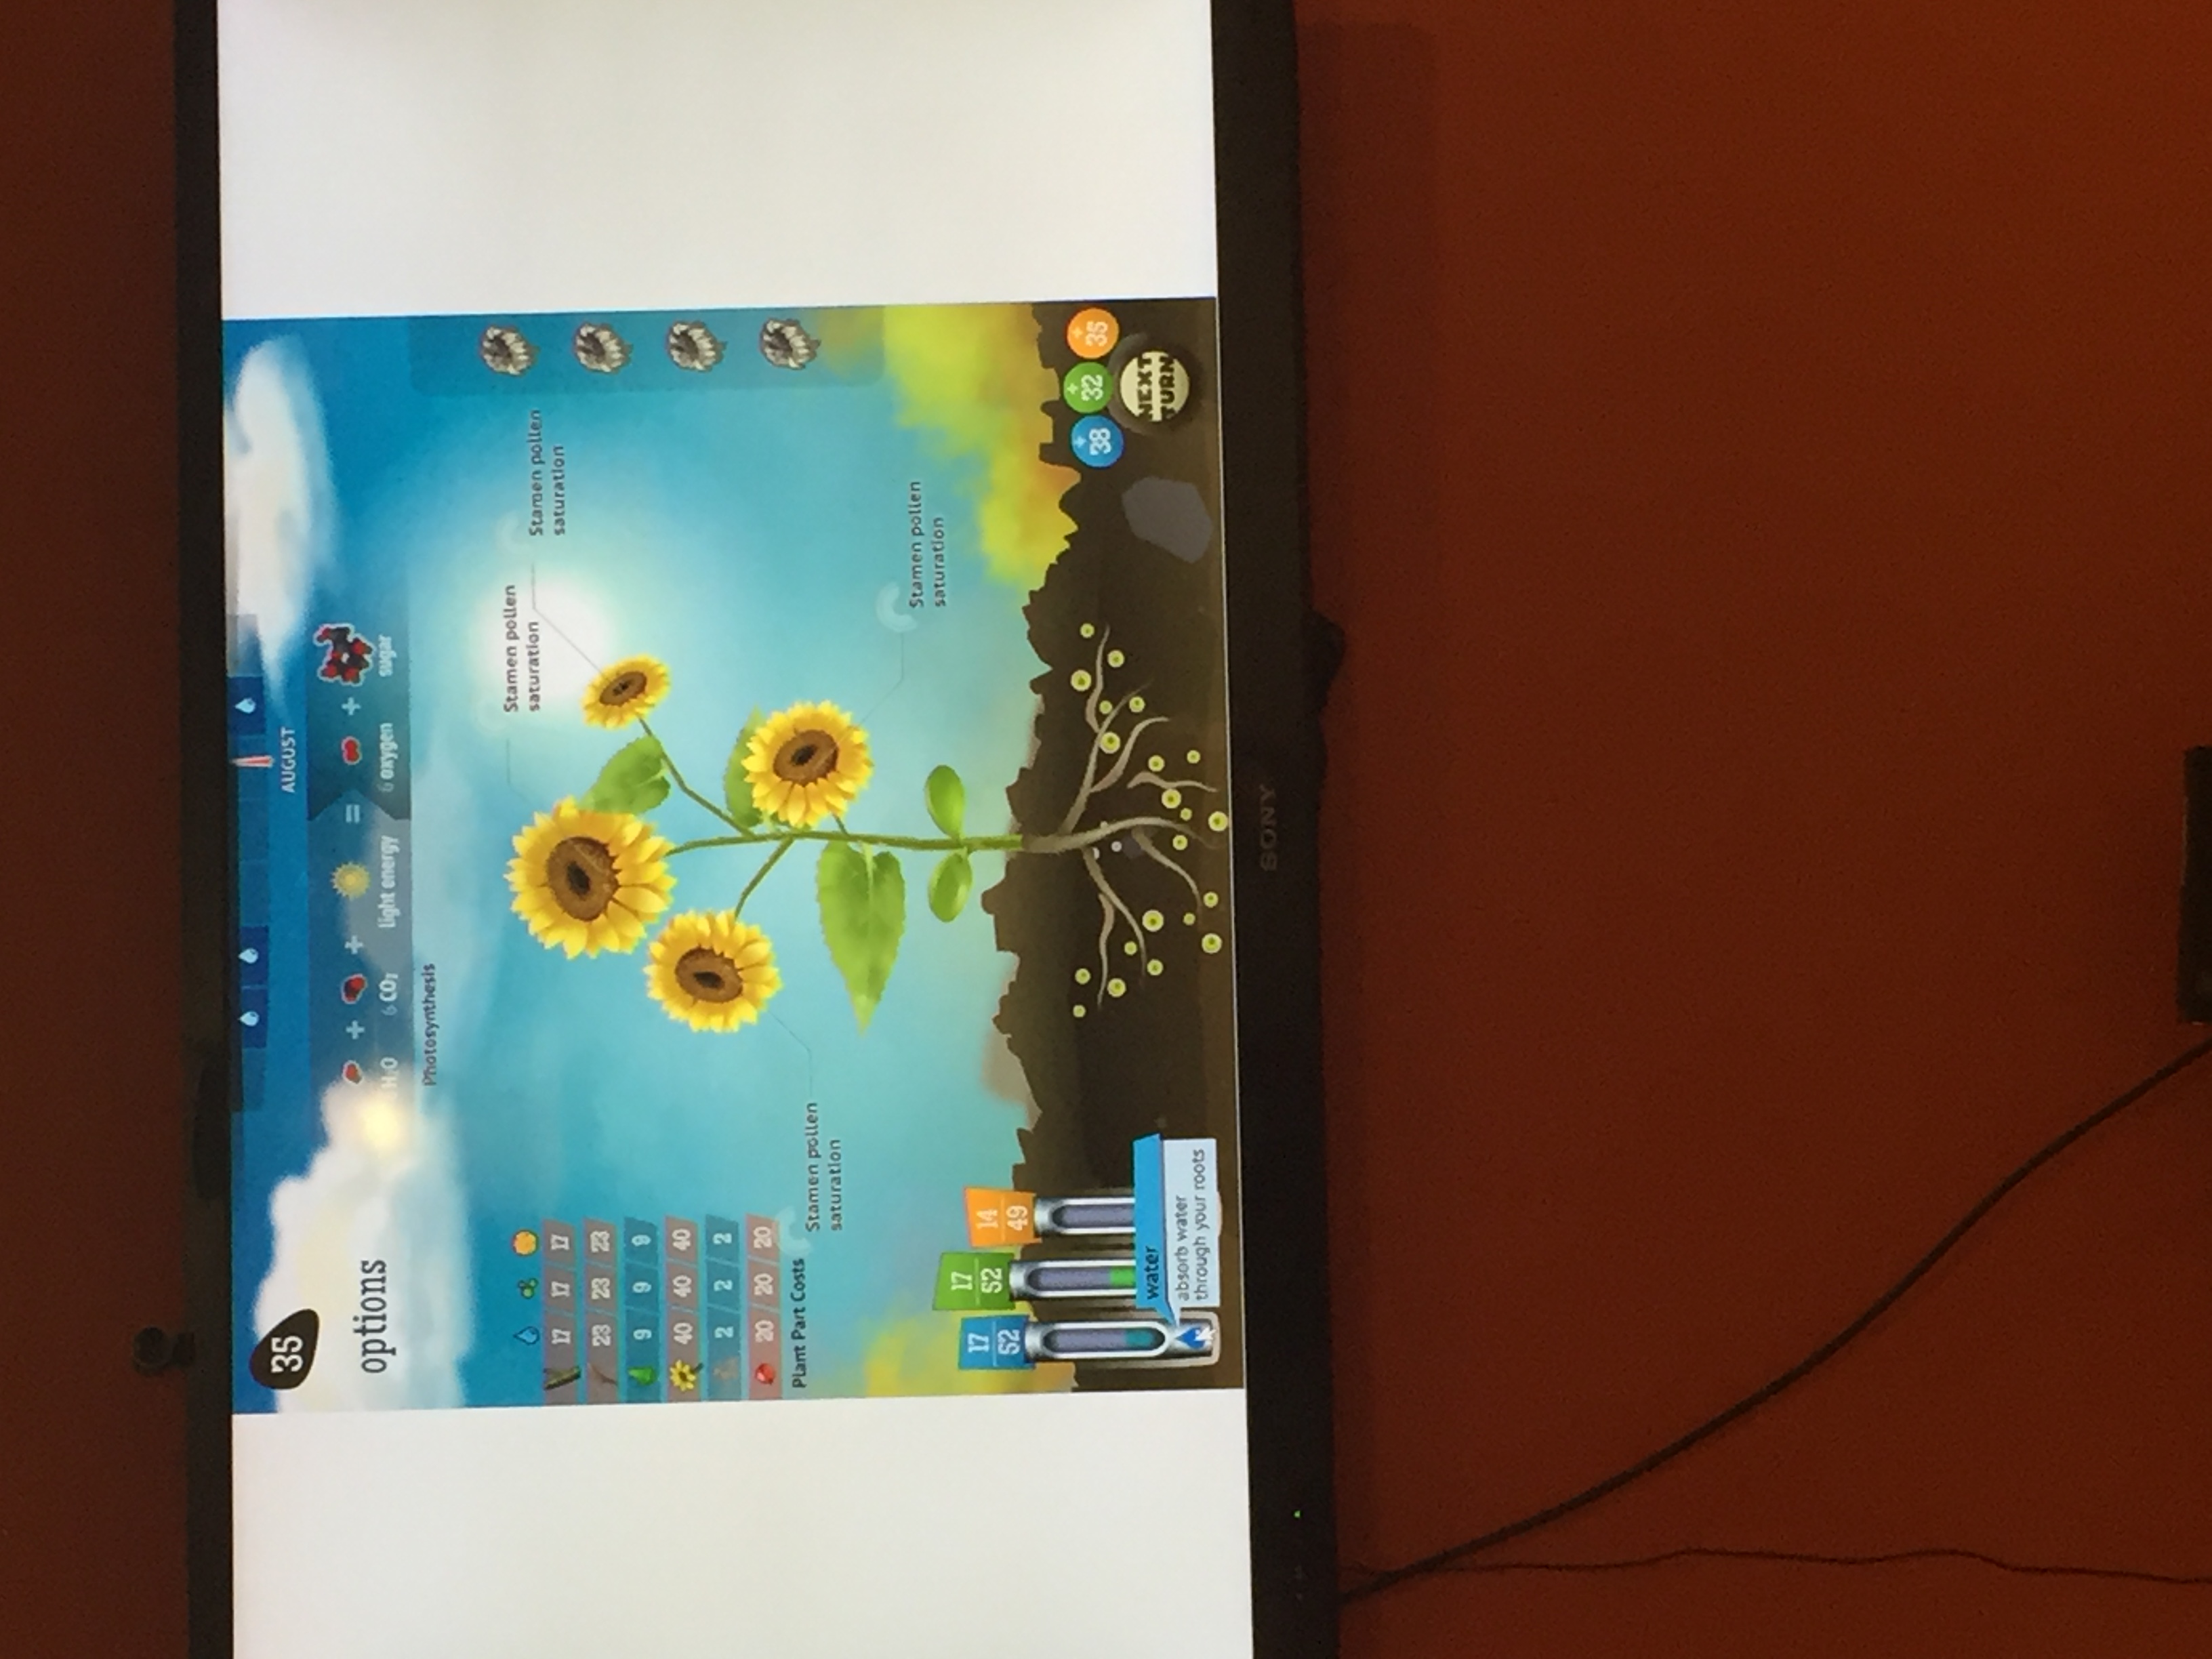 35
AUGUST
options
H₂O + 6 CO₂ + light energy = 6 oxygen + sugar
Photosynthesis
Stamen pollen
saturation
Stamen pollen
saturation
17 17 17
23 23 23
9 9 9
40 40 40
2 2 2
20 20 20
Plant Part Costs
Stamen pollen
saturation
Stamen pollen
saturation
17
52
17
52
14
49
+38 +32 +35
NEXT
TURN
water
absorb water
through your roots
SONY